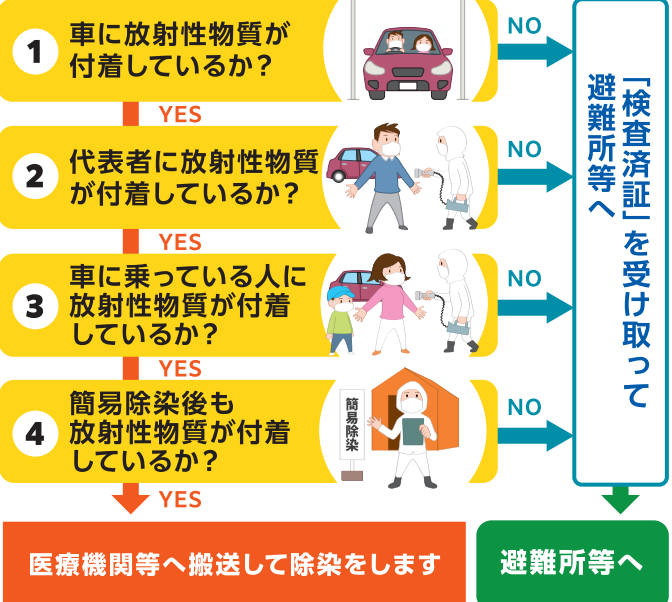 1
車に放射性物質が
付着しているか？
NO
YES
2
代表者に放射性物質
が付着しているか？
NO
YES
3
車に乗っている人に
放射性物質が付着
しているか？
NO
YES
4
簡易除染後も
放射性物質が付着
しているか？
簡易除染
NO
YES
「検査済証」を受け取って
避難所等へ
医療機関等へ搬送して除染をします
避難所等へ